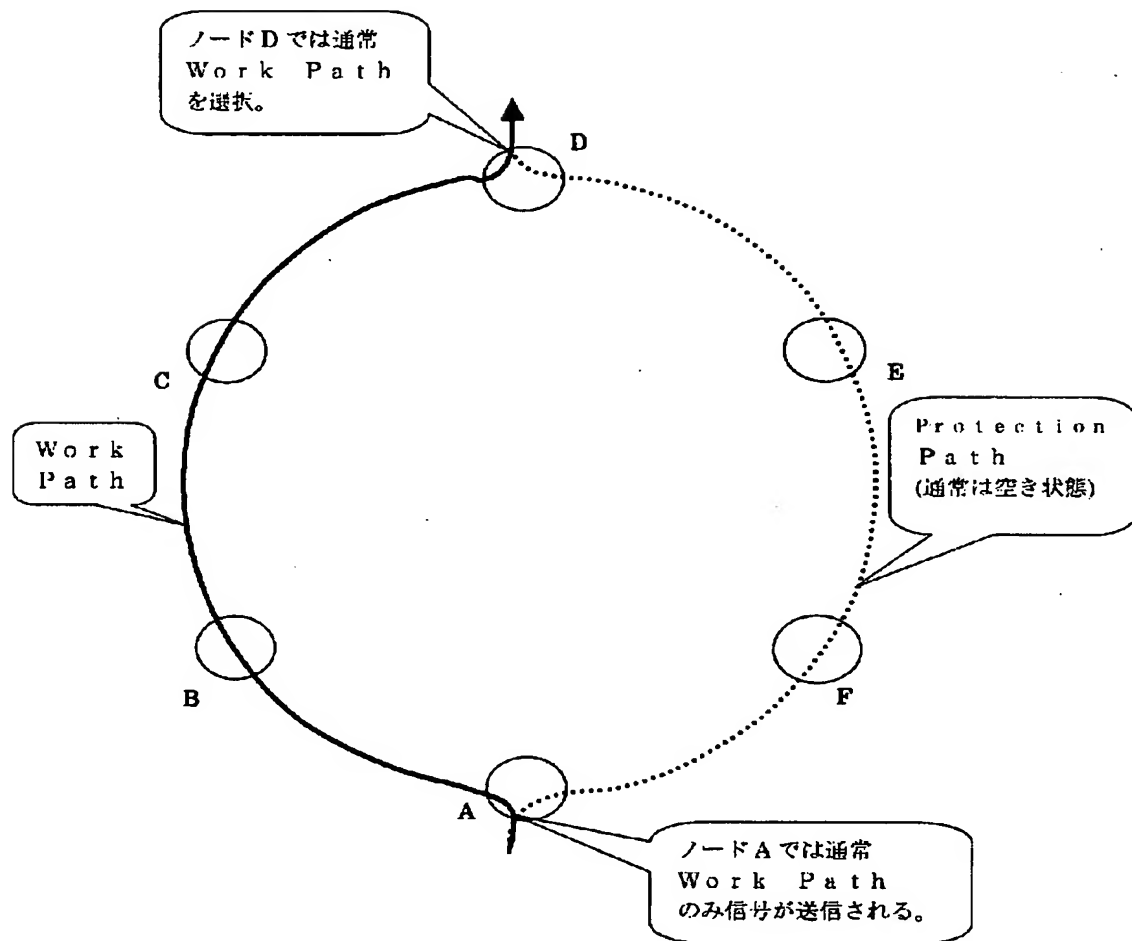 ノードDでは通常
Work Path
を選択。
D
C
E
Work
Path
Protection
Path
(通常は空き状態)
B
F
A
ノードAでは通常
Work Path
のみ信号が送信される。